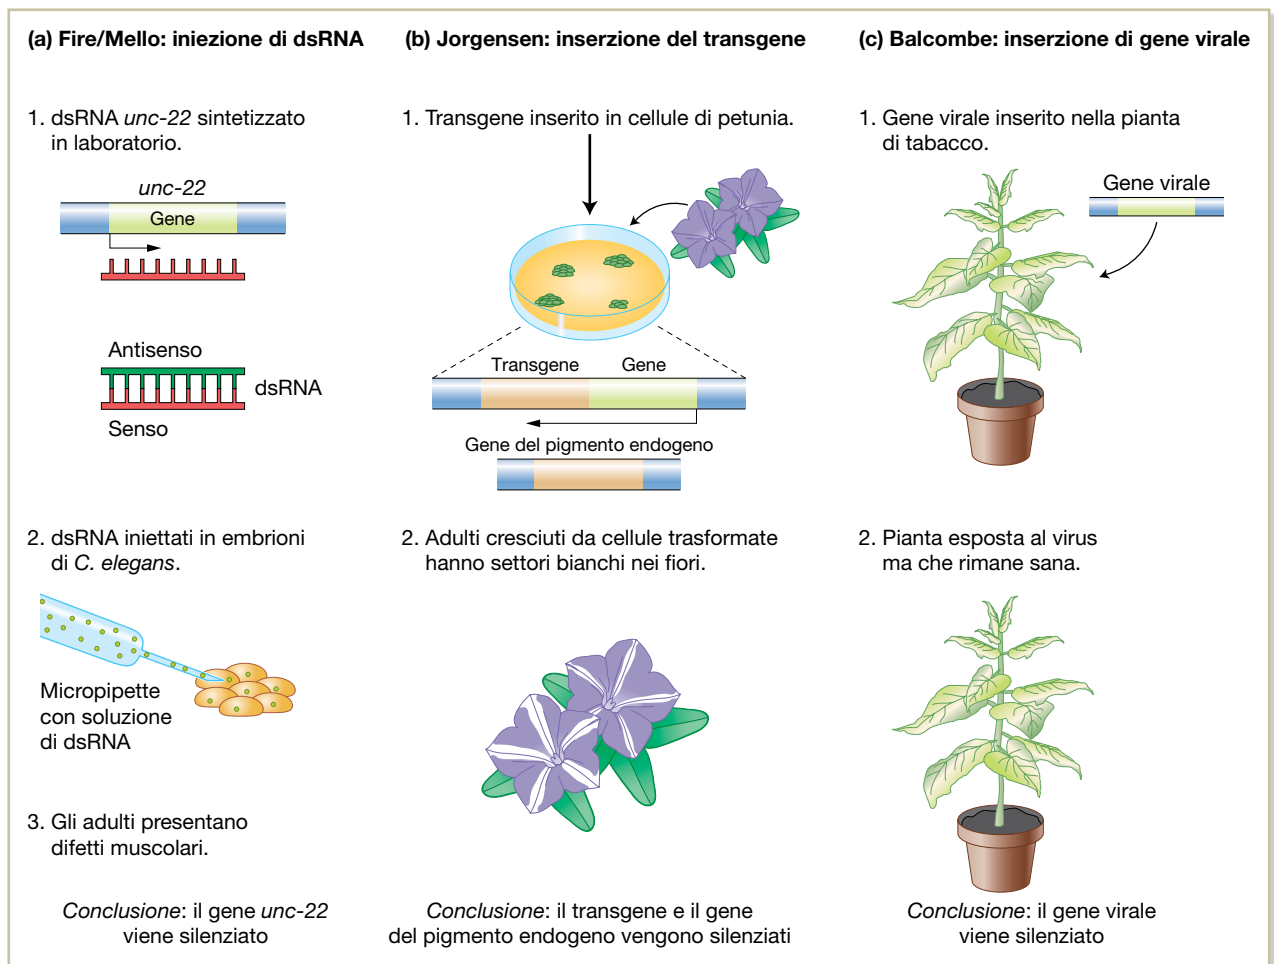 (a) Fire/Mello: iniezione di dsRNA
1. dsRNA unc-22 sintetizzato
in laboratorio.
unc-22
Gene
Antisenso
dsRNA
Senso
2. dsRNA iniettati in embrioni
di C. elegans.
Micropipette
con soluzione
di dsRNA
3. Gli adulti presentano
difetti muscolari.
Conclusione: il gene unc-22
viene silenziato
(b) Jorgensen: inserzione del transgene
1. Transgene inserito in cellule di petunia.
Transgene
Gene
Gene del pigmento endogeno
2. Adulti cresciuti da cellule trasformate
hanno settori bianchi nei fiori.
Conclusione: il transgene e il gene
del pigmento endogeno vengono silenziati
(c) Balcombe: inserzione di gene virale
1. Gene virale inserito nella pianta
di tabacco.
Gene virale
2. Pianta esposta al virus
ma che rimane sana.
Conclusione: il gene virale
viene silenziato